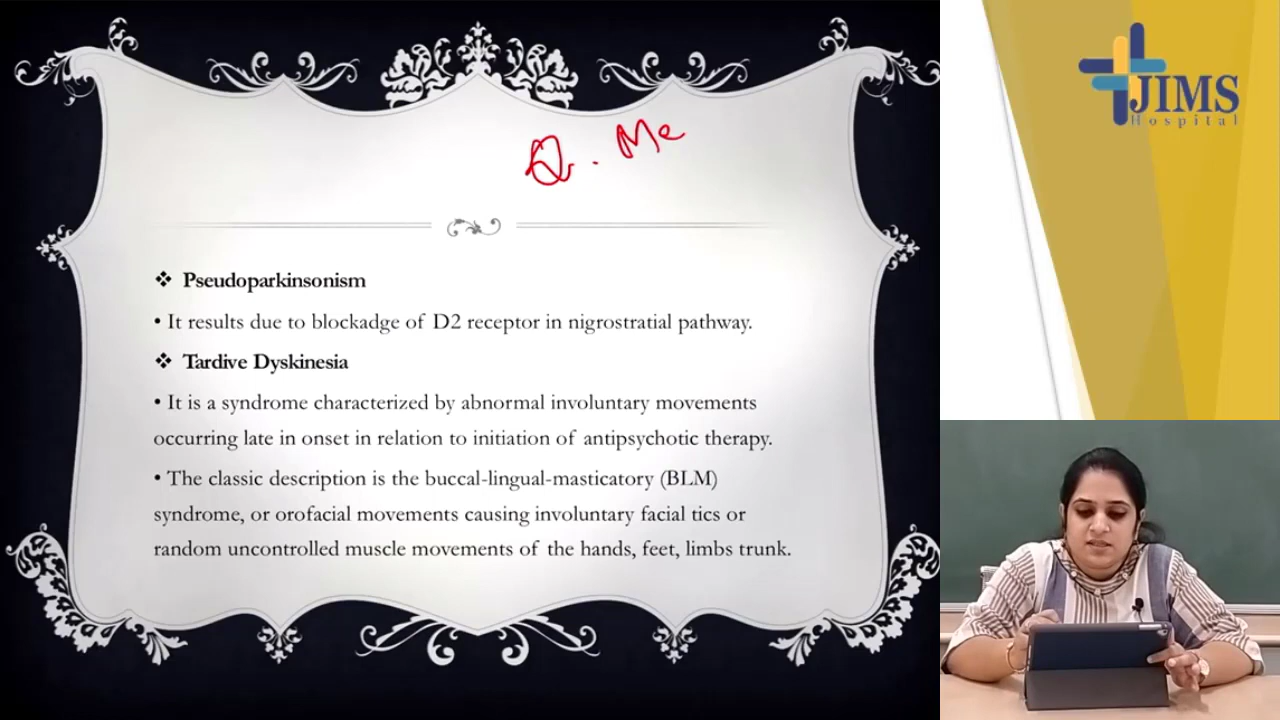 Q. Me
❖ Pseudoparkinsonism
• It results due to blockadge of D2 receptor in nigrostratial pathway.
❖ Tardive Dyskinesia
• It is a syndrome characterized by abnormal involuntary movements
occurring late in onset in relation to initiation of antipsychotic therapy.
• The classic description is the buccal-lingual-masticatory (BLM)
syndrome, or orofacial movements causing involuntary facial tics or
random uncontrolled muscle movements of the hands, feet, limbs trunk.
JIMS
Hospital